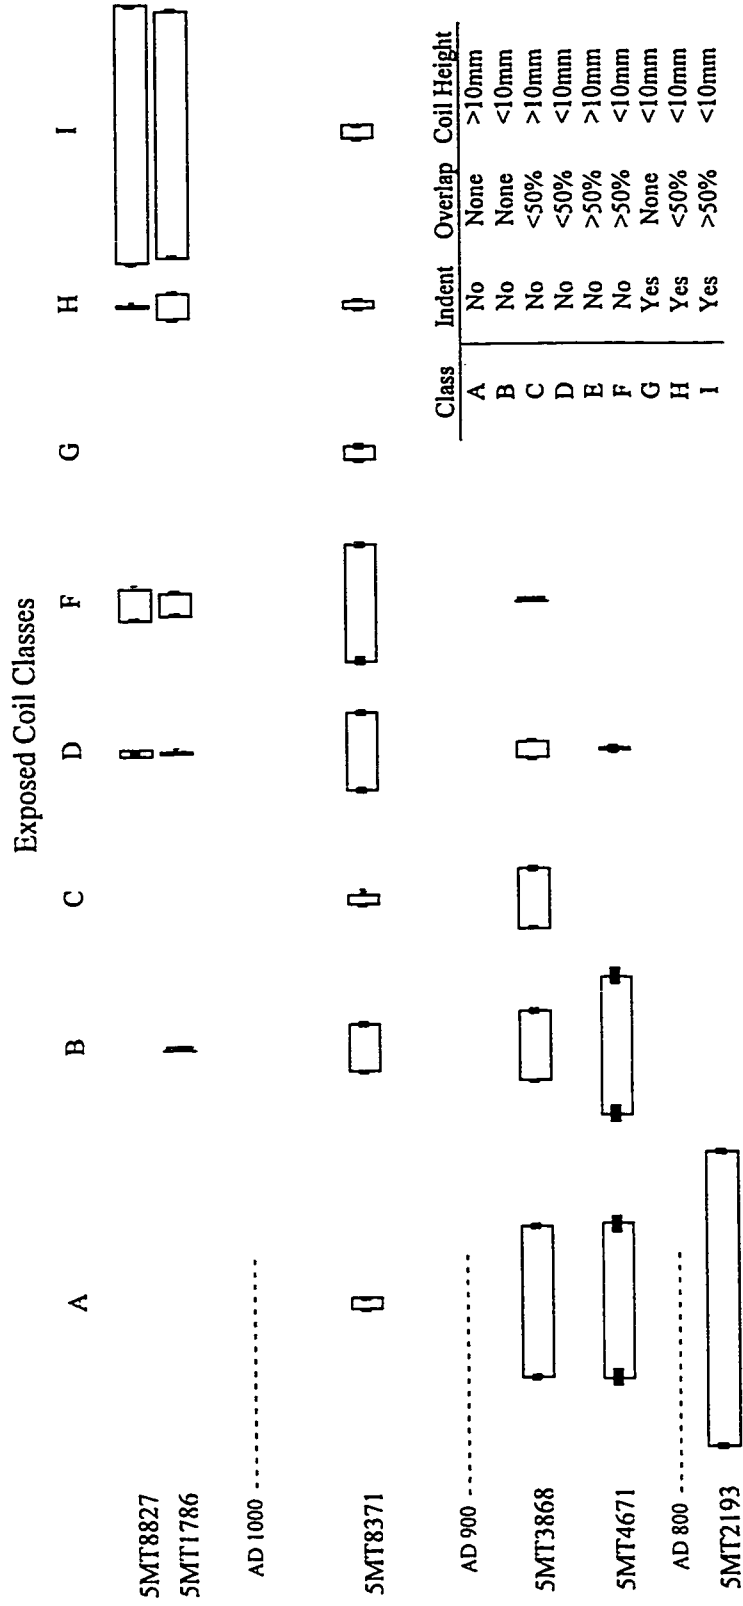 Exposed Coil Classes
A B C D F G H I
5MT8827
5MT1786
AD 1000
5MT8371
AD 900
5MT3868
5MT4671
AD 800
5MT2193
Class Indent Overlap Coil Height
A No None >10mm
B No None <10mm
C No <50% >10mm
D No <50% <10mm
E No >50% >10mm
F No >50% <10mm
G Yes None <10mm
H Yes <50% <10mm
I Yes >50% <10mm